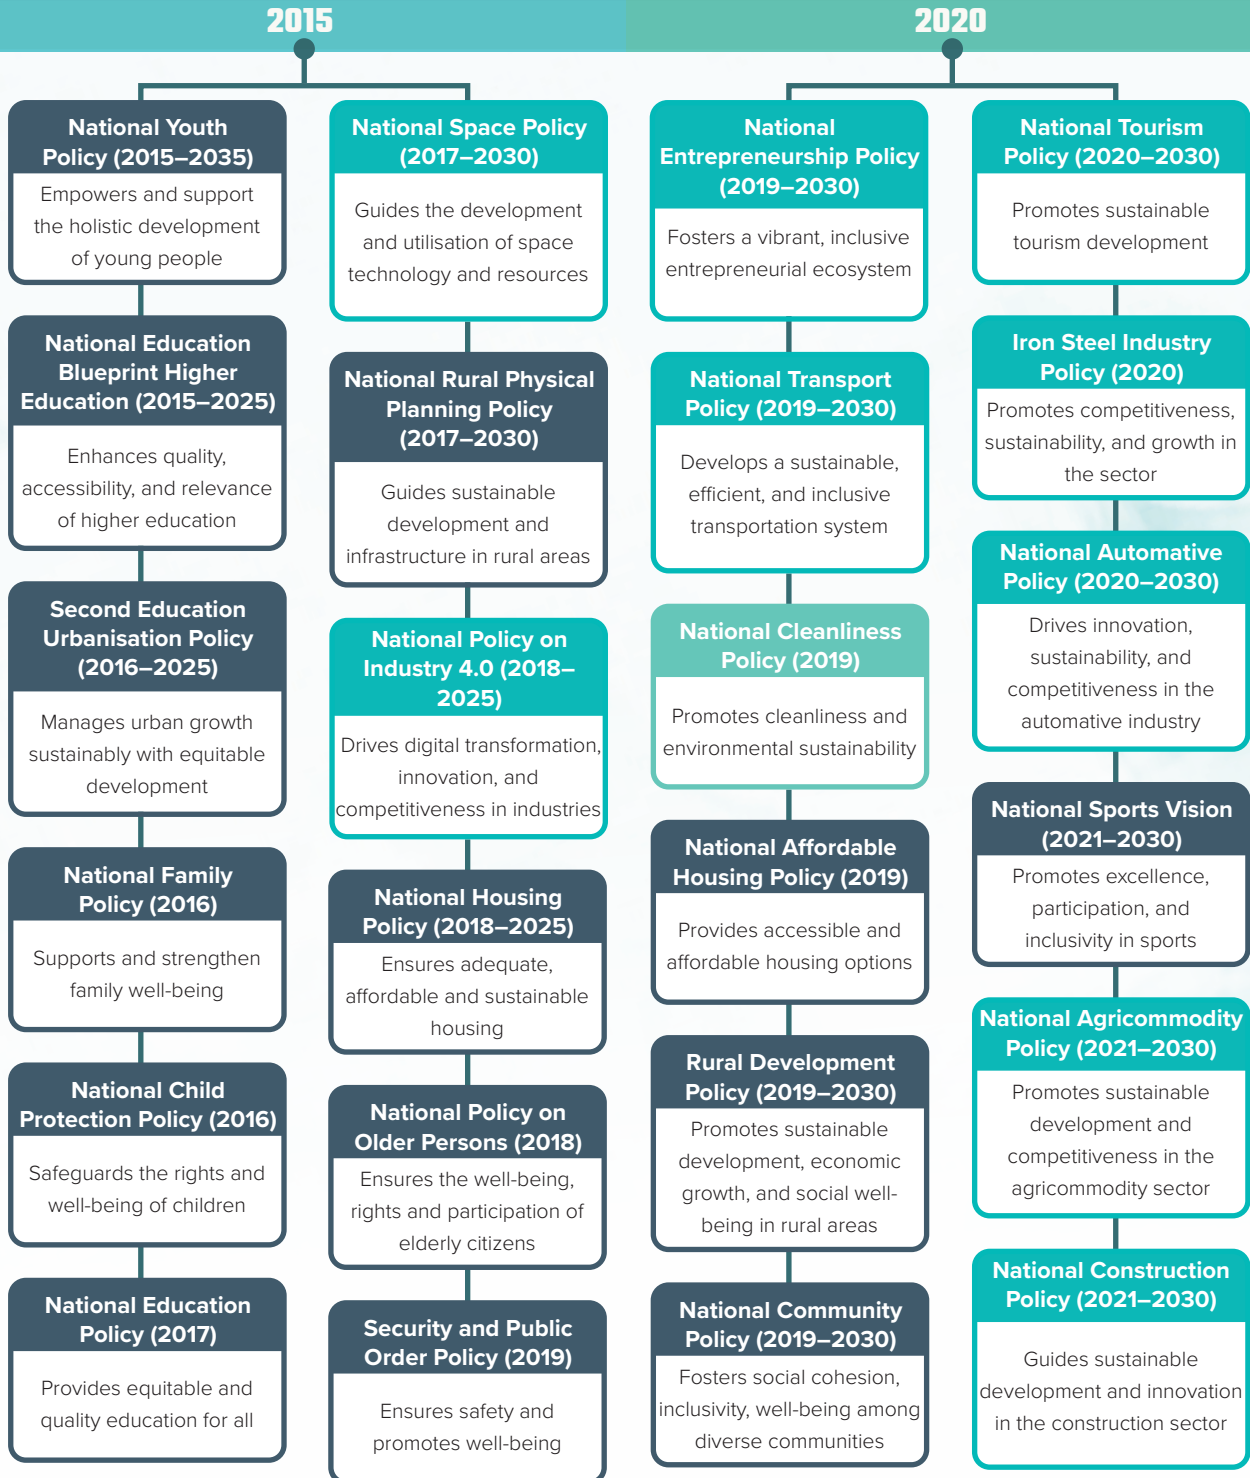 2015
National Youth
Policy (2015–2035)
Empowers and support
the holistic development
of young people
National Education
Blueprint Higher
Education (2015–2025)
Enhances quality,
accessibility, and relevance
of higher education
Second Education
Urbanisation Policy
(2016–2025)
Manages urban growth
sustainably with equitable
development
National Family
Policy (2016)
Supports and strengthen
family well-being
National Child
Protection Policy (2016)
Safeguards the rights and
well-being of children
National Education
Policy (2017)
Provides equitable and
quality education for all
National Space Policy
(2017–2030)
Guides the development
and utilisation of space
technology and resources
National Rural Physical
Planning Policy
(2017–2030)
Guides sustainable
development and
infrastructure in rural areas
National Policy on
Industry 4.0 (2018–
2025)
Drives digital transformation,
innovation, and
competitiveness in industries
National Housing
Policy (2018–2025)
Ensures adequate,
affordable and sustainable
housing
National Policy on
Older Persons (2018)
Ensures the well-being,
rights and participation of
elderly citizens
Security and Public
Order Policy (2019)
Ensures safety and
promotes well-being
2020
National
Entrepreneurship Policy
(2019–2030)
Fosters a vibrant, inclusive
entrepreneurial ecosystem
National Transport
Policy (2019–2030)
Develops a sustainable,
efficient, and inclusive
transportation system
National Cleanliness
Policy (2019)
Promotes cleanliness and
environmental sustainability
National Affordable
Housing Policy (2019)
Provides accessible and
affordable housing options
Rural Development
Policy (2019–2030)
Promotes sustainable
development, economic
growth, and social well-
being in rural areas
National Community
Policy (2019–2030)
Fosters social cohesion,
inclusivity, well-being among
diverse communities
National Tourism
Policy (2020–2030)
Promotes sustainable
tourism development
Iron Steel Industry
Policy (2020)
Promotes competitiveness,
sustainability, and growth in
the sector
National Automative
Policy (2020–2030)
Drives innovation,
sustainability, and
competitiveness in the
automative industry
National Sports Vision
(2021–2030)
Promotes excellence,
participation, and
inclusivity in sports
National Agricommodity
Policy (2021–2030)
Promotes sustainable
development and
competitiveness in the
agricommodity sector
National Construction
Policy (2021–2030)
Guides sustainable
development and innovation
in the construction sector